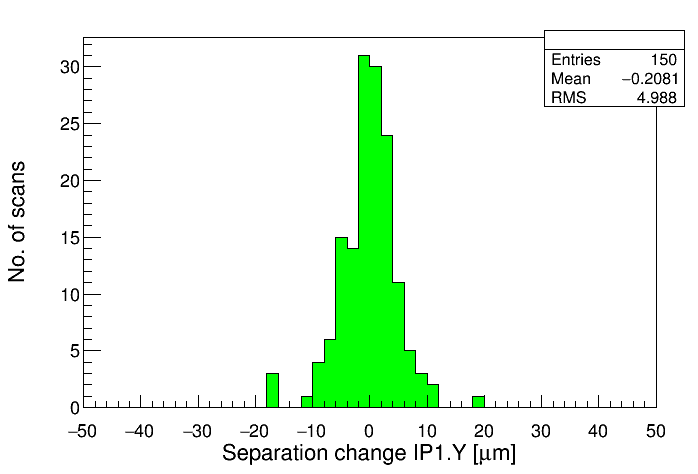 Entries 150
Mean −0.2081
RMS 4.988
No. of scans
30
25
20
15
10
5
0
−50 −40 −30 −20 −10 0 10 20 30 40 50
Separation change IP1.Y [μm]